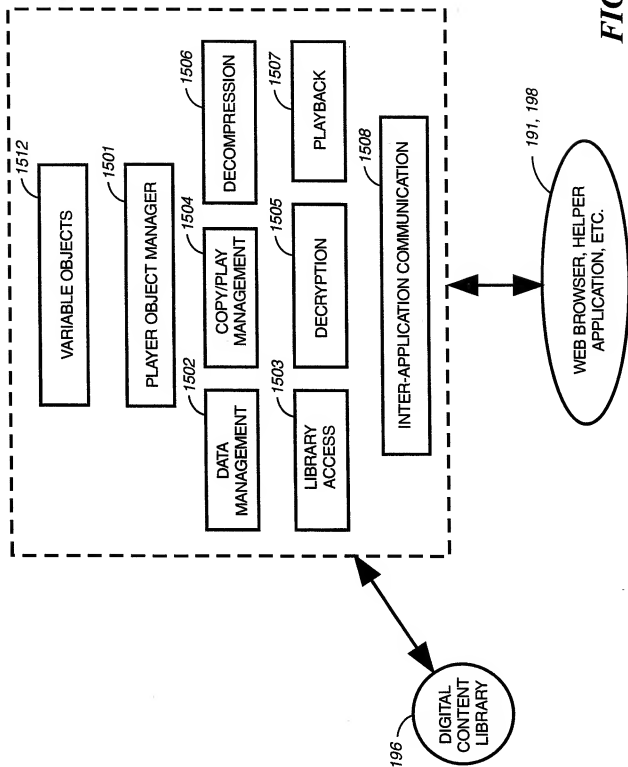 1512
VARIABLE OBJECTS
1501
PLAYER OBJECT MANAGER
1502
DATA
MANAGEMENT
1504
COPY/PLAY
MANAGEMENT
1506
DECOMPRESSION
1503
LIBRARY
ACCESS
1505
DECRYPTION
1507
PLAYBACK
1508
INTER-APPLICATION COMMUNICATION
196
DIGITAL
CONTENT
LIBRARY
191, 198
WEB BROWSER, HELPER
APPLICATION, ETC.
FIG